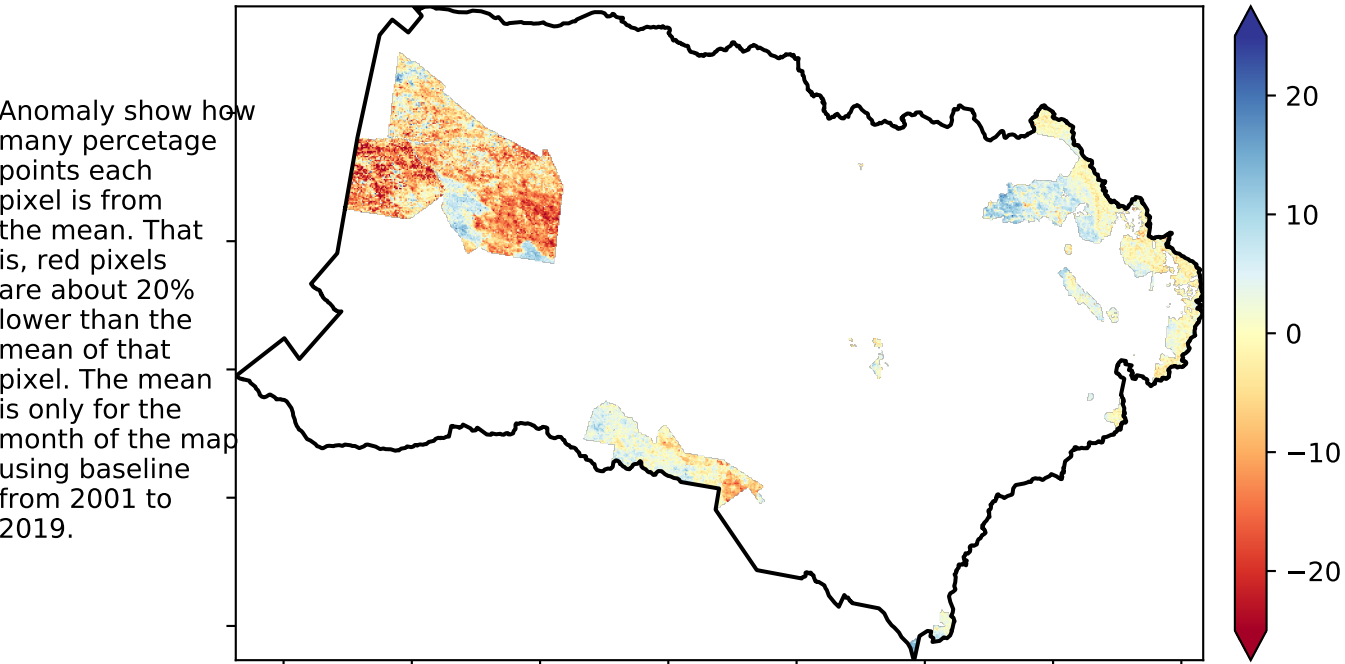 Anomaly show how
many percetage
points each
pixel is from
the mean. That
is, red pixels
are about 20%
lower than the
mean of that
pixel. The mean
is only for the
month of the map
using baseline
from 2001 to
2019.
20
10
0
−10
−20